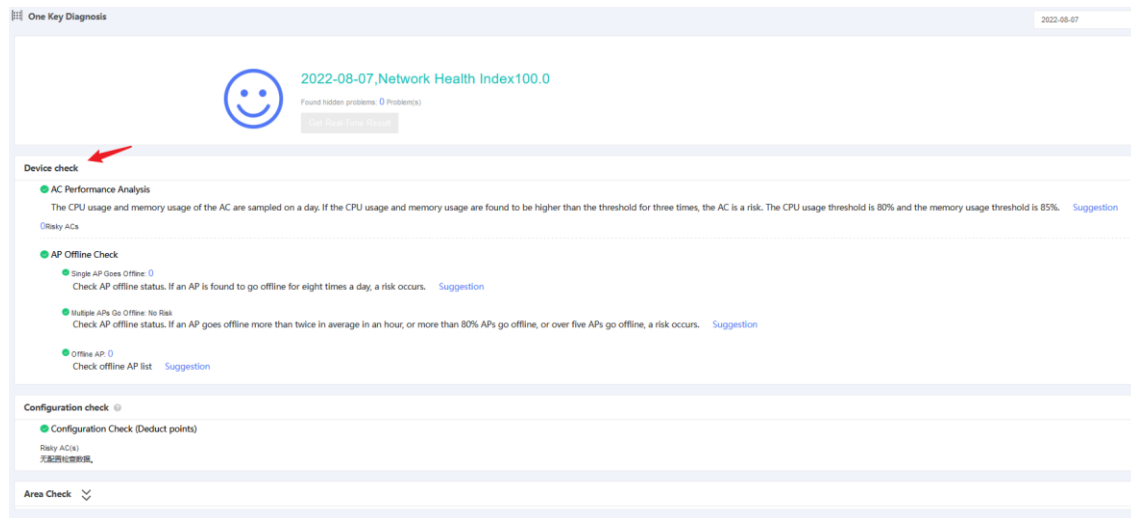 One Key Diagnosis
2022-08-07
2022-08-07,Network Health Index100.0
Found hidden problems: 0 Problem(s)
Get Real-Time Result
Device check
AC Performance Analysis
The CPU usage and memory usage of the AC are sampled on a day. If the CPU usage and memory usage are found to be higher than the threshold for three times, the AC is a risk. The CPU usage threshold is 80% and the memory usage threshold is 85%. Suggestion
0Risky ACs
AP Offline Check
Single AP Goes Offline: 0
Check AP offline status. If an AP is found to go offline for eight times a day, a risk occurs. Suggestion
Multiple APs Go Offline: No Risk
Check AP offline status. If an AP goes offline more than twice in average in an hour, or more than 80% APs go offline, or over five APs go offline, a risk occurs. Suggestion
Offline AP: 0
Check offline AP list Suggestion
Configuration check
Configuration Check (Deduct points)
Risky AC(s)
无配置检查数据。
Area Check